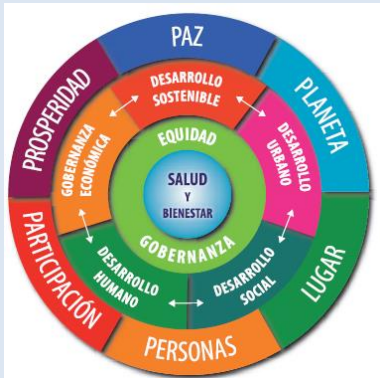 PAZ
PLANETA
LUGAR
PERSONAS
PARTICIPACIÓN
PROSPERIDAD
DESARROLLO
SOSTENIBLE
DESARROLLO
URBANO
DESARROLLO
SOCIAL
DESARROLLO
HUMANO
GOBERNANZA
ECONÓMICA
EQUIDAD
GOBERNANZA
SALUD
Y
BIENESTAR